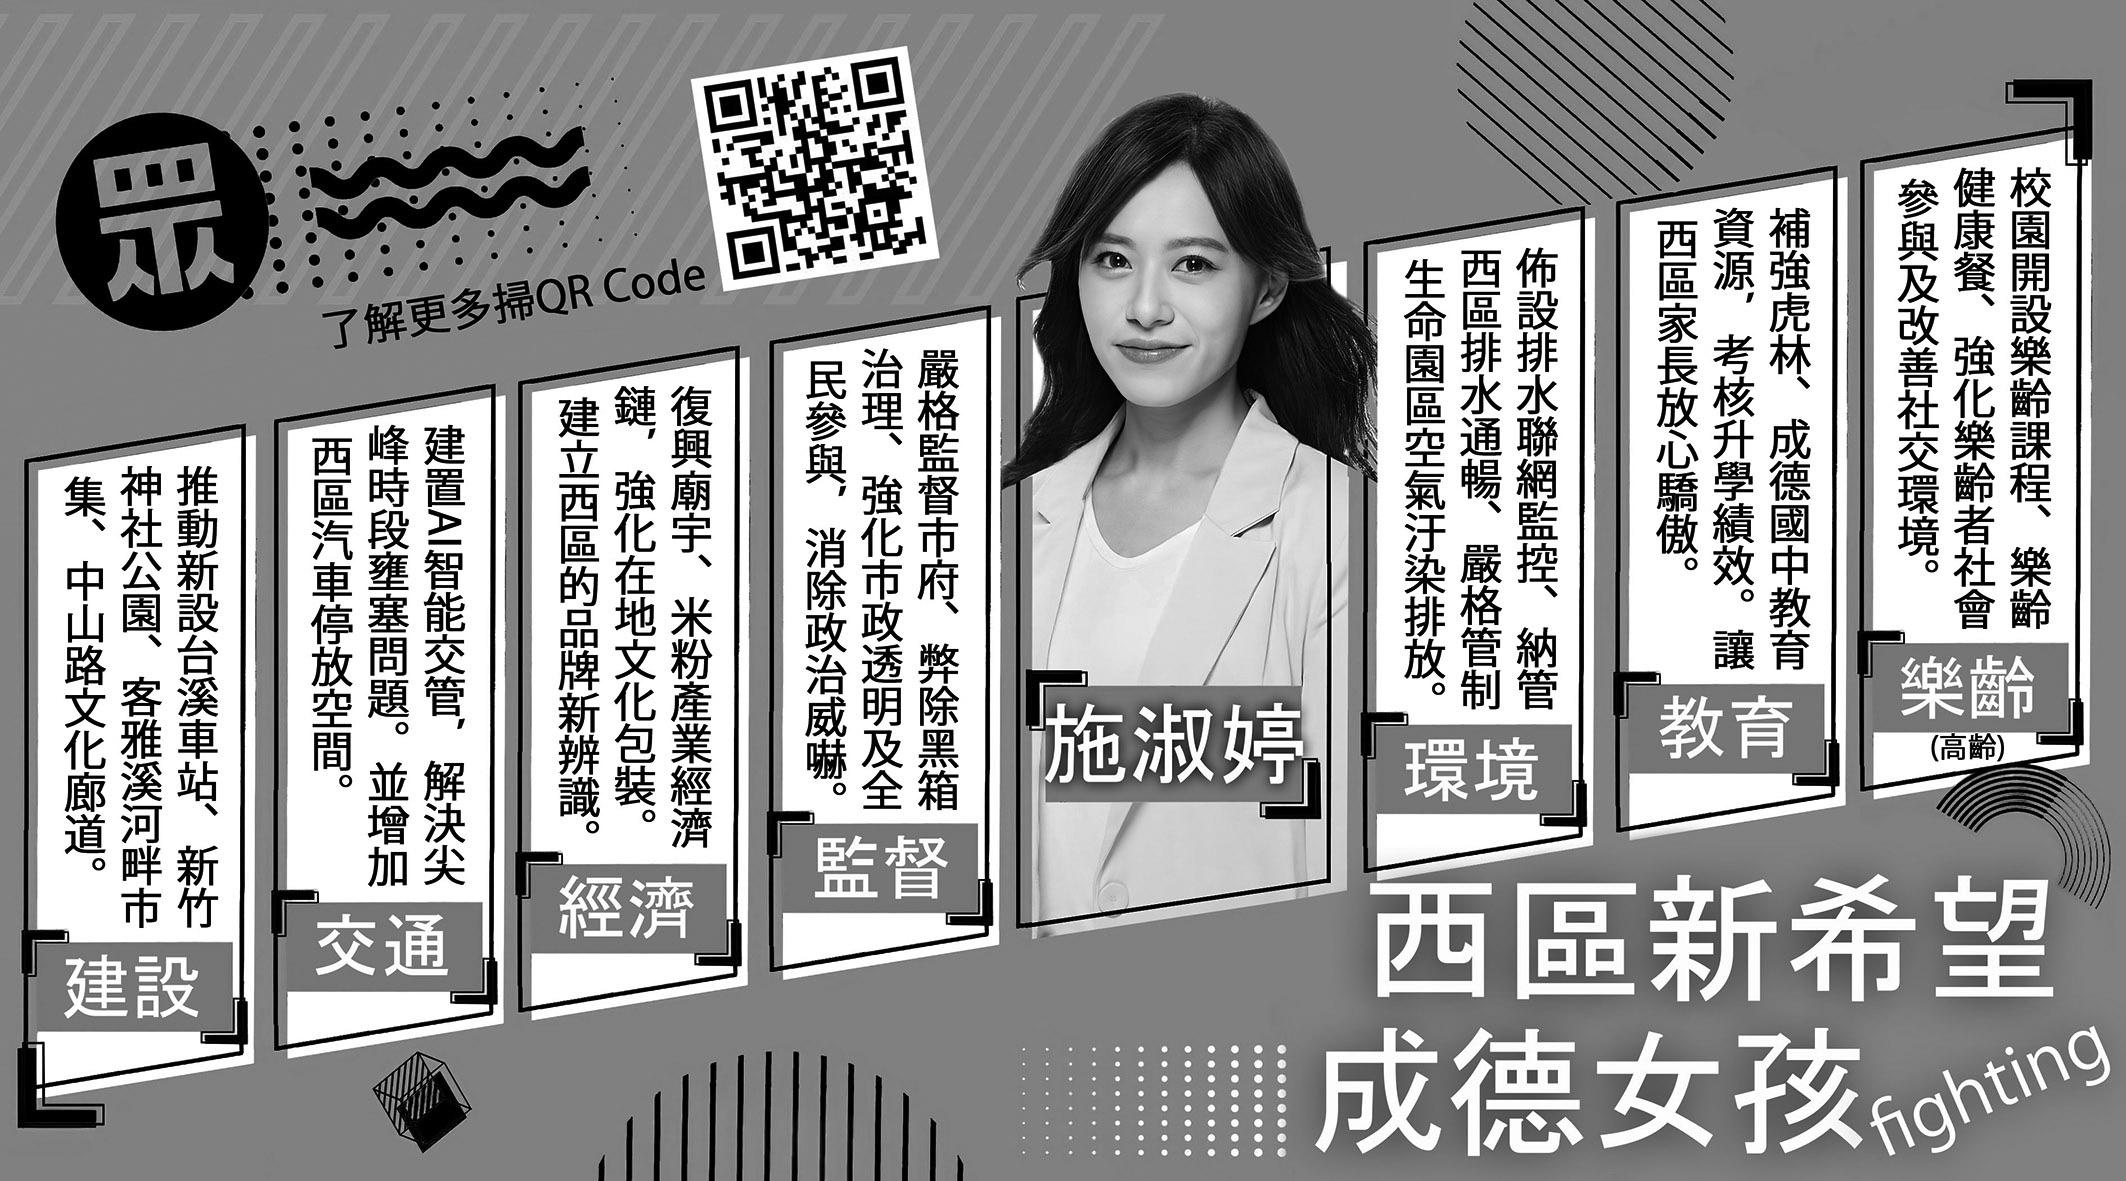 眾
了解更多掃QR Code
校園開設樂齡課程、樂齡
健康餐、強化樂齡者社會
參與及改善社交環境。
樂齡
(高齡)
補強虎林、成德國中教育
資源，考核升學績效。讓
西區家長放心驕傲。
教育
佈設排水聯網監控、納管
西區排水通暢、嚴格管制
生命園區空氣汙染排放。
環境
施淑婷
嚴格監督市府、弊除黑箱
治理、強化市政透明及全
民參與，消除政治威嚇。
監督
復興廟宇、米粉產業經濟
鏈，強化在地文化包裝。
建立西區的品牌新辨識。
經濟
建置AI智能交管，解決尖
峰時段壅塞問題。並增加
西區汽車停放空間。
交通
推動新設台溪車站、新竹
神社公園、客雅溪河畔市
集、中山路文化廊道。
建設
西區新希望
成德女孩fighting